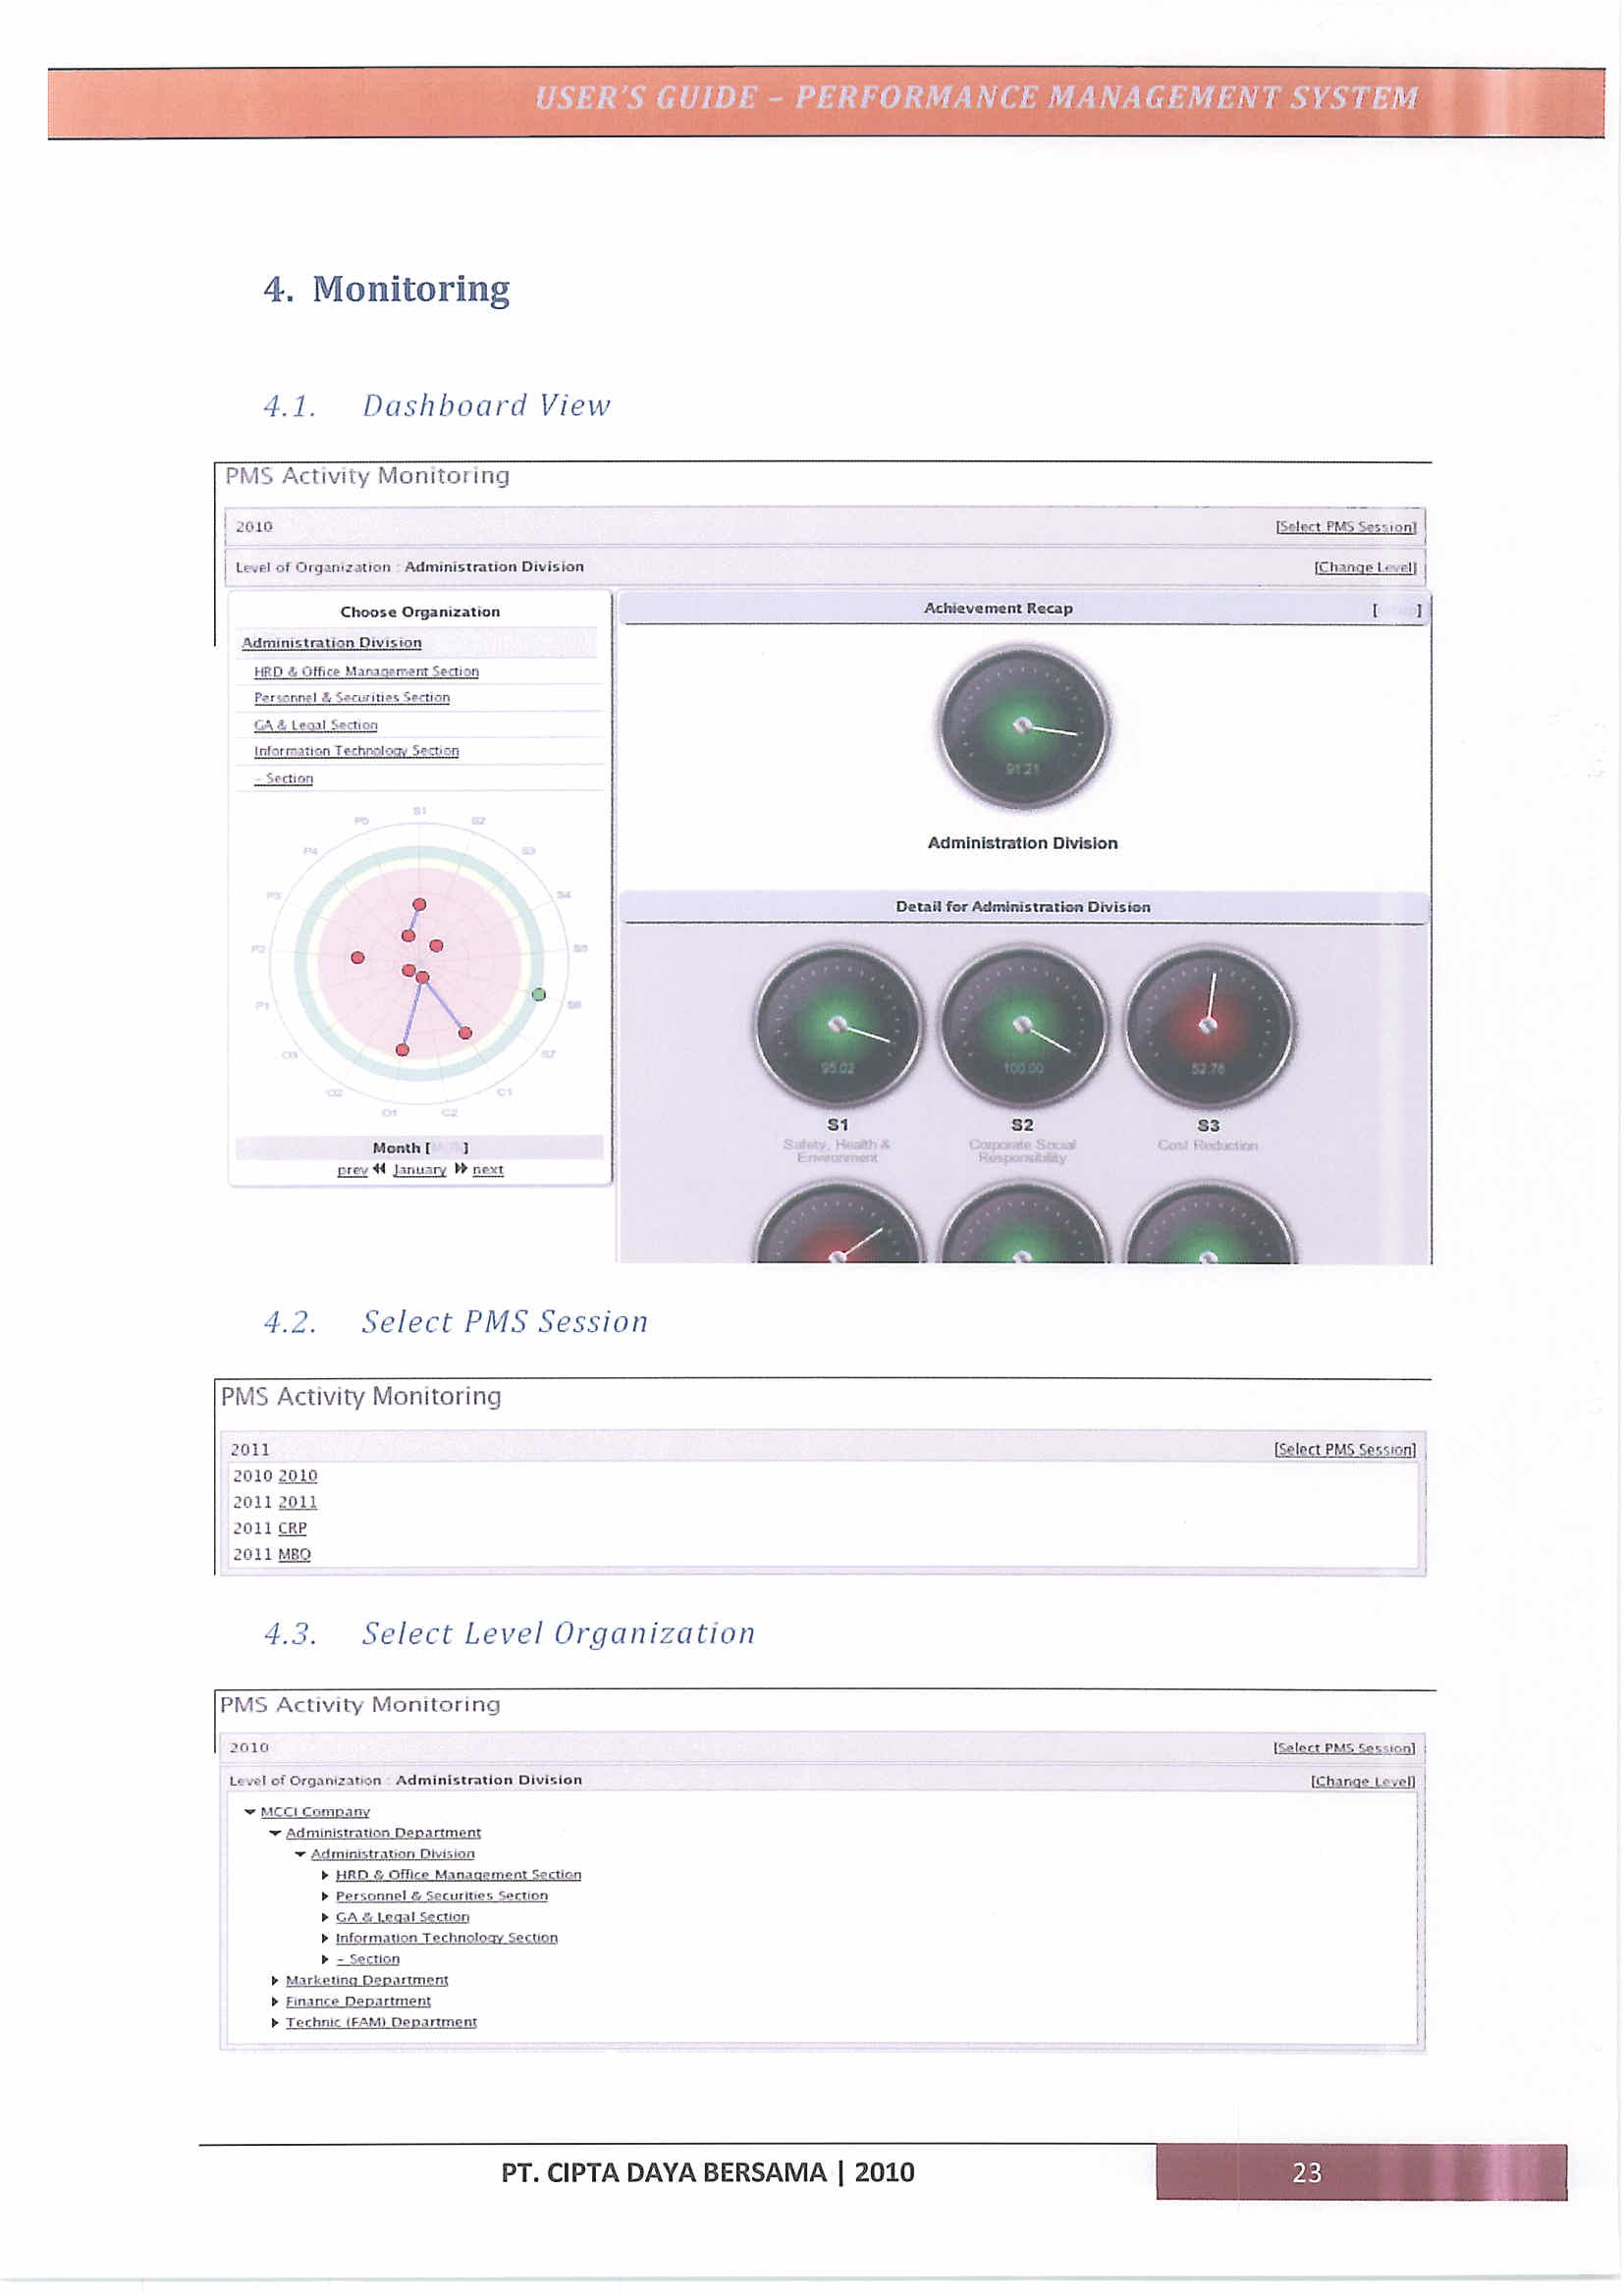 USER'S GUIDE – PERFORMANCE MANAGEMENT SYSTEM
4. Monitoring
4.1. Dashboard View
PMS Activity Monitoring
2010 [Select PMS Session]
Level of Organization : Administration Division [Change Level]
Choose Organization
Administration Division
HRD & Office Management Section
Personnel & Securities Section
GA & Legal Section
Information Technology Section
- Section
S1
S2
S3
S4
S5
S6
S7
C1
C2
O1
O2
O3
P1
P2
P3
P4
P5
Month [ ]
prev January next
Achievement Recap [ ]
91.21
Administration Division
Detail for Administration Division
95.02 100.00 52.76
S1 S2 S3
Safety, Health & Corporate Social Cost Reduction
Environment Responsibility
4.2. Select PMS Session
PMS Activity Monitoring
2011 [Select PMS Session]
2010 2010
2011 2011
2011 CRP
2011 MBO
4.3. Select Level Organization
PMS Activity Monitoring
2010 [Select PMS Session]
Level of Organization : Administration Division [Change Level]
MCCI Company
Administration Department
Administration Division
HRD & Office Management Section
Personnel & Securities Section
GA & Legal Section
Information Technology Section
- Section
Marketing Department
Finance Department
Technic (FAM) Department
PT. CIPTA DAYA BERSAMA | 2010 23